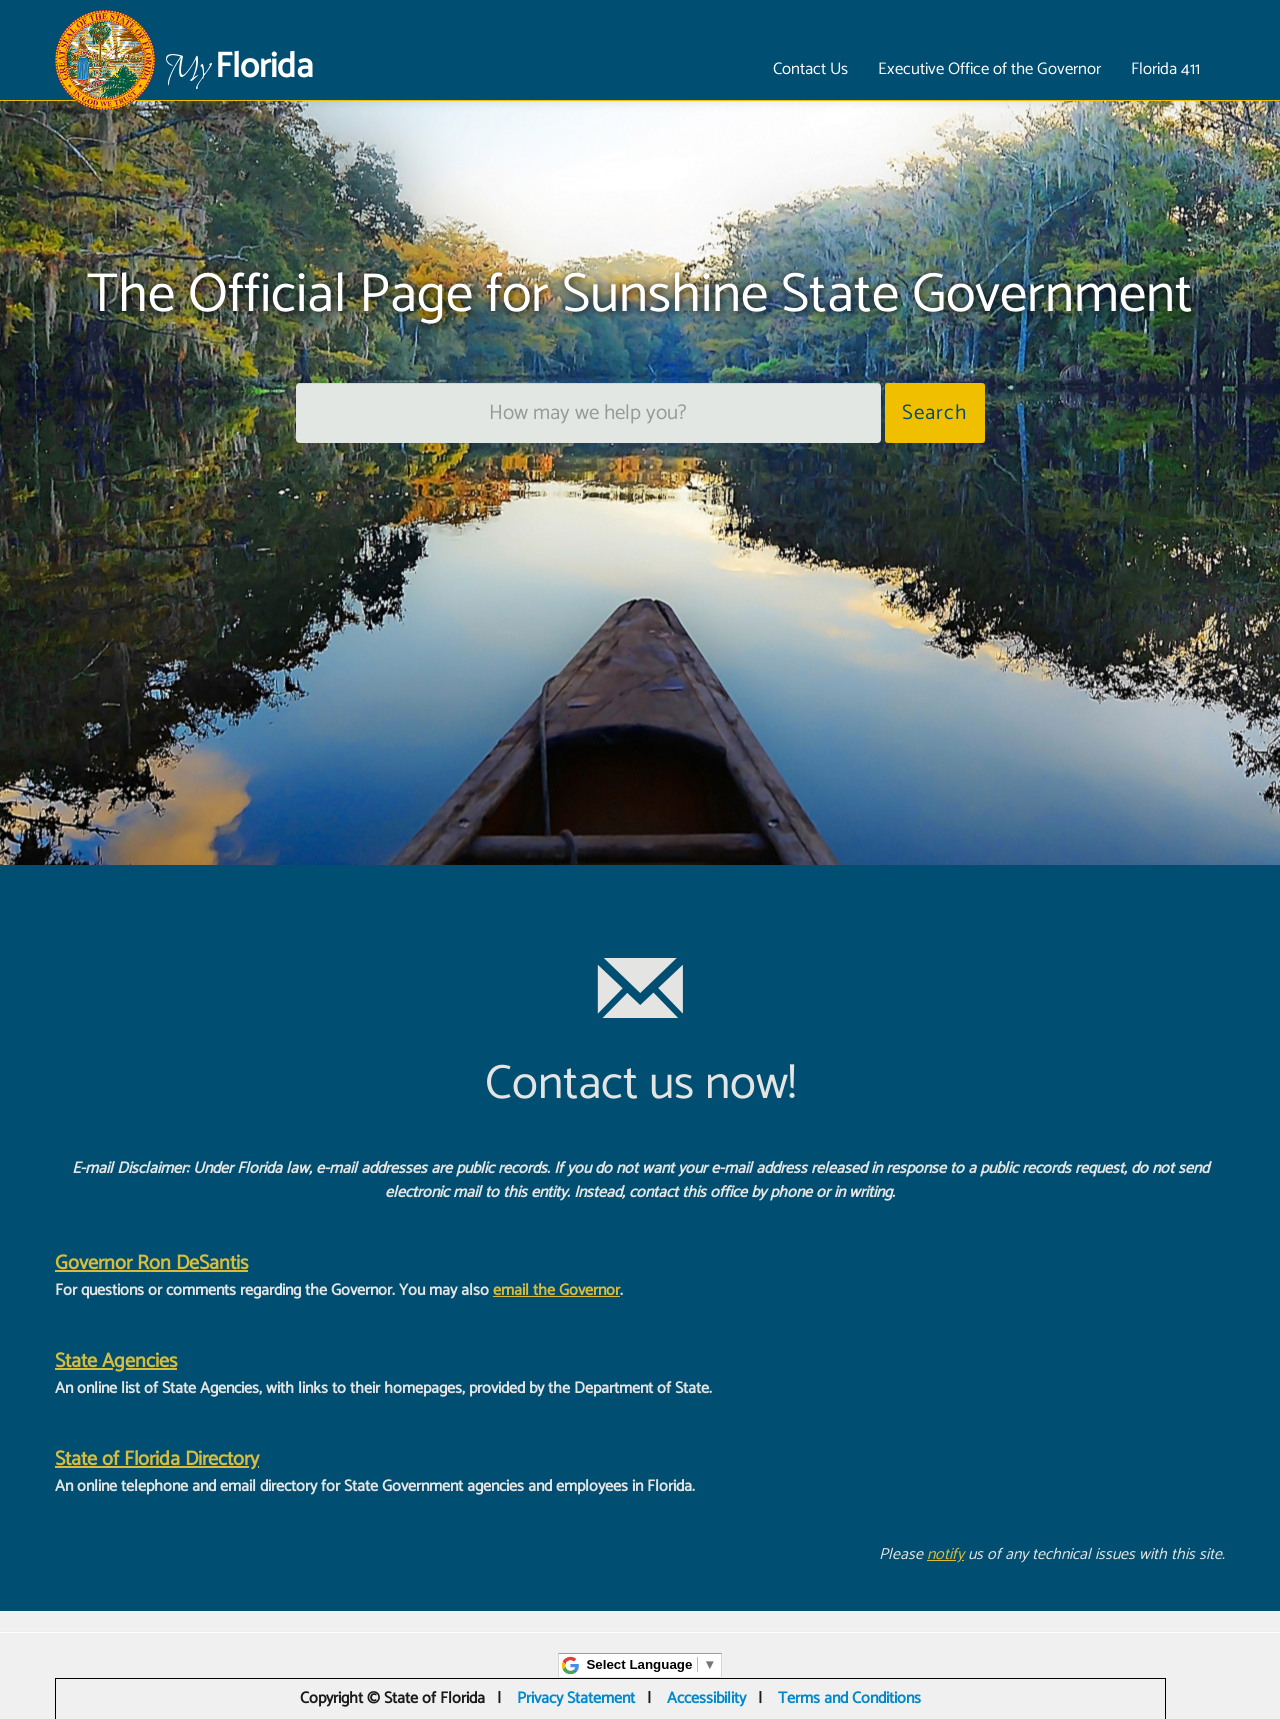 My Florida
Contact Us Executive Office of the Governor Florida 411
The Official Page for Sunshine State Government
How may we help you? Search
Contact us now!
E-mail Disclaimer: Under Florida law, e-mail addresses are public records. If you do not want your e-mail address released in response to a public records request, do not send
electronic mail to this entity. Instead, contact this office by phone or in writing.
Governor Ron DeSantis
For questions or comments regarding the Governor. You may also email the Governor.
State Agencies
An online list of State Agencies, with links to their homepages, provided by the Department of State.
State of Florida Directory
An online telephone and email directory for State Government agencies and employees in Florida.
Please notify us of any technical issues with this site.
Select Language ▼
Copyright © State of Florida | Privacy Statement | Accessibility | Terms and Conditions